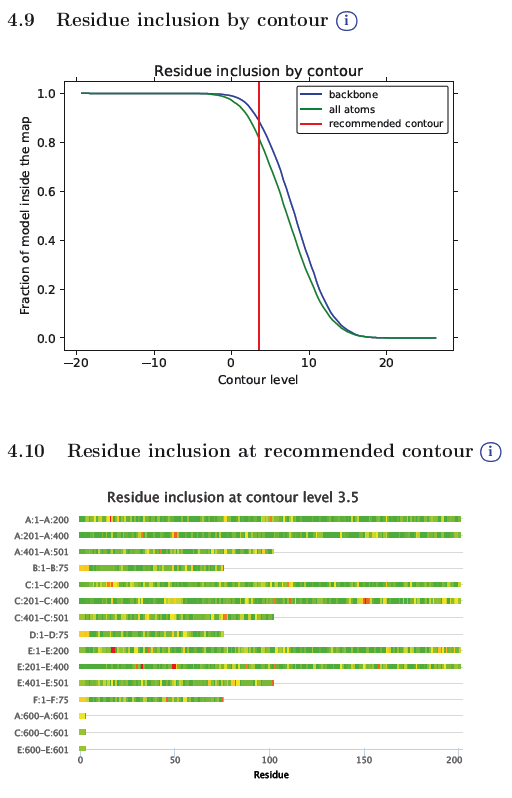 4.9 Residue inclusion by contour i
Residue inclusion by contour
Fraction of model inside the map
1.0
0.8
0.6
0.4
0.2
0.0
backbone
all atoms
recommended contour
−20 −10 0 10 20
Contour level
4.10 Residue inclusion at recommended contour i
Residue inclusion at contour level 3.5
A:1–A:200
A:201–A:400
A:401–A:501
B:1–B:75
C:1–C:200
C:201–C:400
C:401–C:501
D:1–D:75
E:1–E:200
E:201–E:400
E:401–E:501
F:1–F:75
A:600–A:601
C:600–C:601
E:600–E:601
0 50 100 150 200
Residue